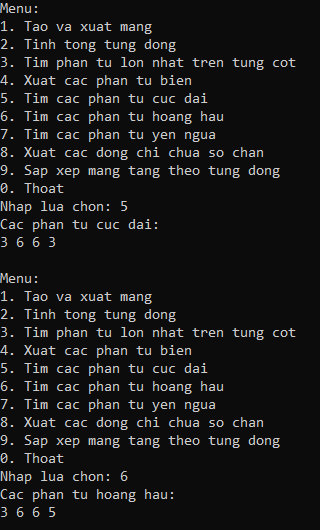 Menu:
1. Tao va xuat mang
2. Tinh tong tung dong
3. Tim phan tu lon nhat tren tung cot
4. Xuat cac phan tu bien
5. Tim cac phan tu cuc dai
6. Tim cac phan tu hoang hau
7. Tim cac phan tu yen ngua
8. Xuat cac dong chi chua so chan
9. Sap xep mang tang theo tung dong
0. Thoat
Nhap lua chon: 5
Cac phan tu cuc dai:
3 6 6 3

Menu:
1. Tao va xuat mang
2. Tinh tong tung dong
3. Tim phan tu lon nhat tren tung cot
4. Xuat cac phan tu bien
5. Tim cac phan tu cuc dai
6. Tim cac phan tu hoang hau
7. Tim cac phan tu yen ngua
8. Xuat cac dong chi chua so chan
9. Sap xep mang tang theo tung dong
0. Thoat
Nhap lua chon: 6
Cac phan tu hoang hau:
3 6 6 5